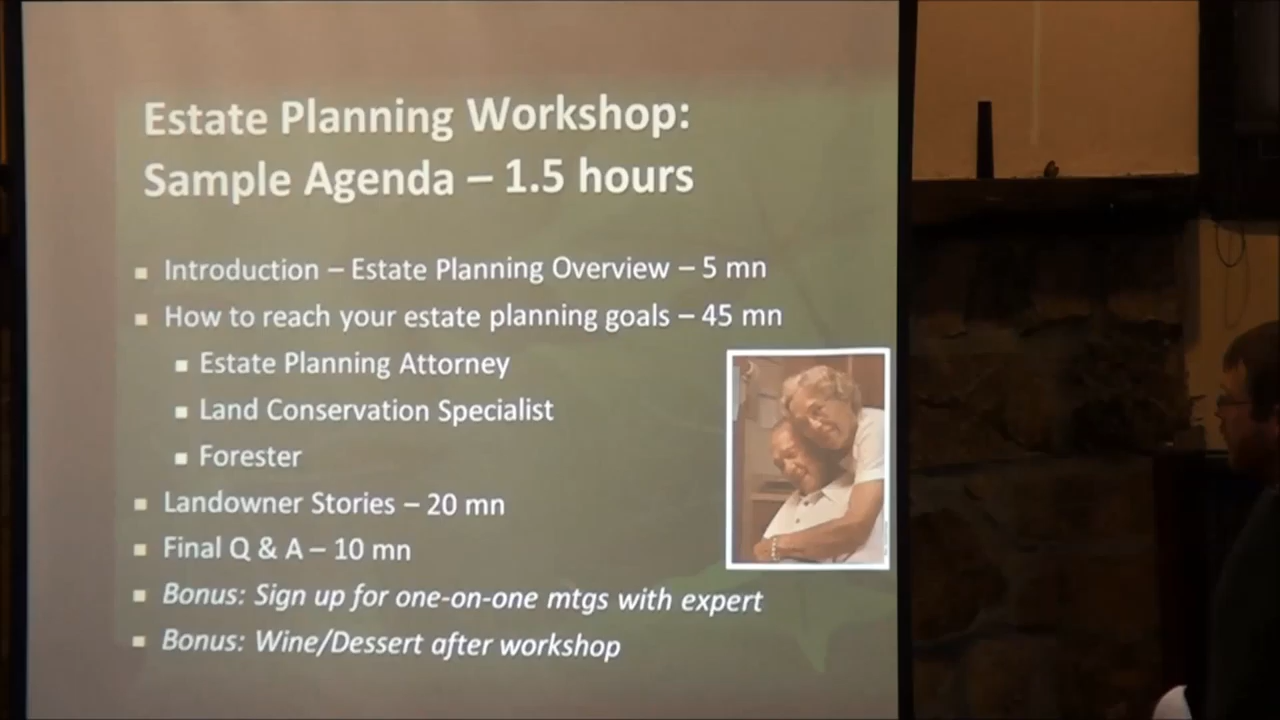 Estate Planning Workshop:
Sample Agenda – 1.5 hours
▪ Introduction – Estate Planning Overview – 5 mn
▪ How to reach your estate planning goals – 45 mn
▪ Estate Planning Attorney
▪ Land Conservation Specialist
▪ Forester
▪ Landowner Stories – 20 mn
▪ Final Q & A – 10 mn
▪ Bonus: Sign up for one-on-one mtgs with expert
▪ Bonus: Wine/Dessert after workshop